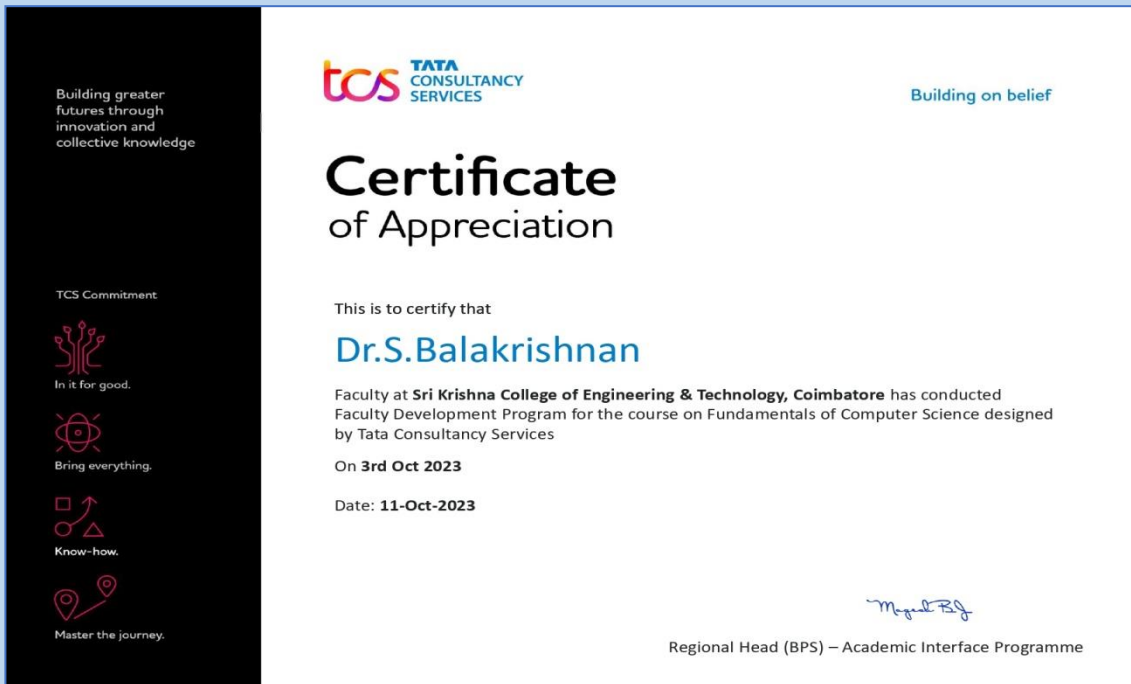 Building greater
futures through
innovation and
collective knowledge
TCS Commitment
In it for good.
Bring everything.
Know-how.
Master the journey.
tcs TATA
CONSULTANCY
SERVICES
Building on belief
Certificate
of Appreciation
This is to certify that
Dr.S.Balakrishnan
Faculty at Sri Krishna College of Engineering & Technology, Coimbatore has conducted
Faculty Development Program for the course on Fundamentals of Computer Science designed
by Tata Consultancy Services
On 3rd Oct 2023
Date: 11-Oct-2023
Regional Head (BPS) – Academic Interface Programme